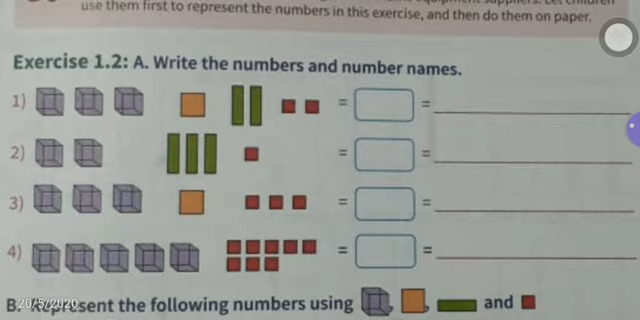 use them first to represent the numbers in this exercise, and then do them on paper.
Exercise 1.2: A. Write the numbers and number names.
1) = =
2) = =
3) = =
4) = =
B. Represent the following numbers using , , and
20/5/2020